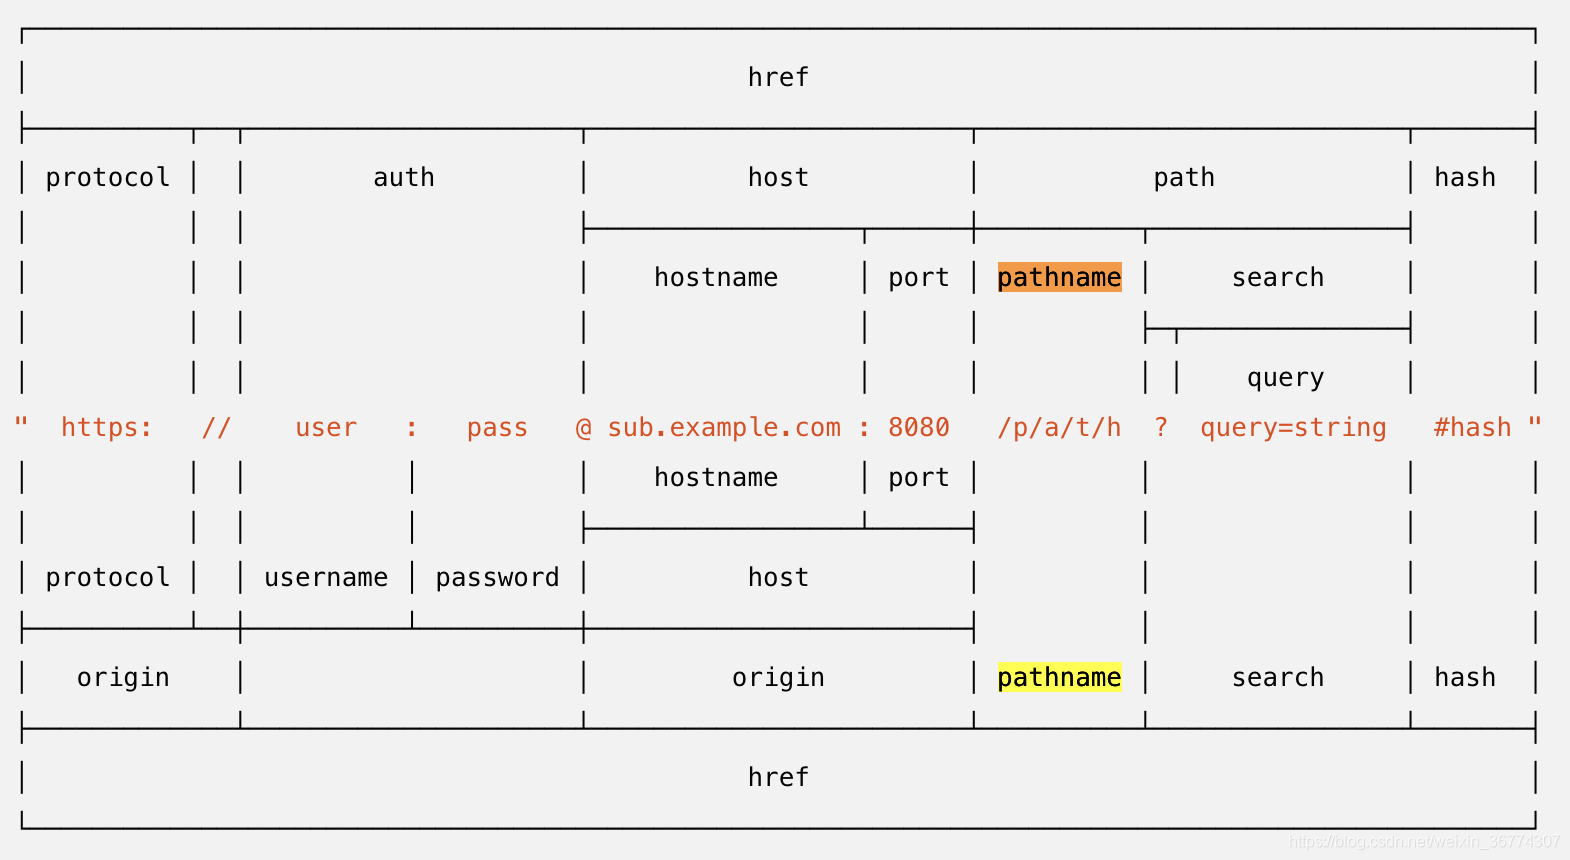 href
protocol auth host path hash
hostname port pathname search
query
" https: // user : pass @ sub.example.com : 8080 /p/a/t/h ? query=string #hash "
hostname port
protocol username password host
origin origin pathname search hash
href
https://blog.csdn.net/weixin_36774307